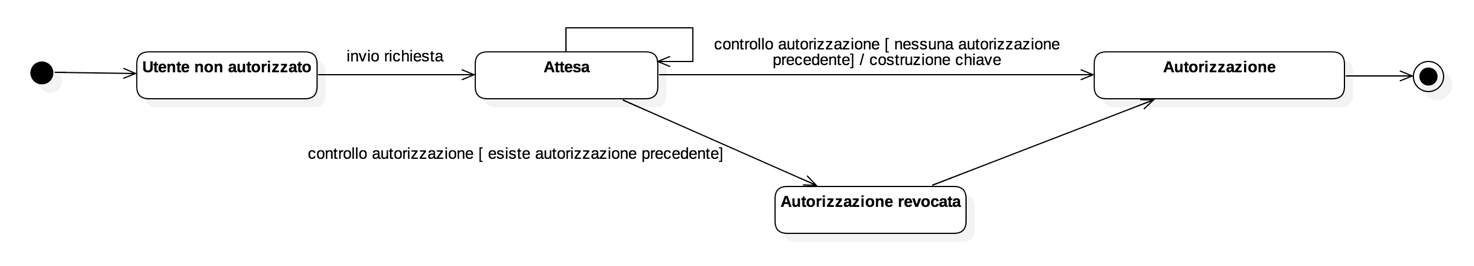 Utente non autorizzato
invio richiesta
Attesa
controllo autorizzazione [ nessuna autorizzazione
precedente] / costruzione chiave
Autorizzazione
controllo autorizzazione [ esiste autorizzazione precedente]
Autorizzazione revocata